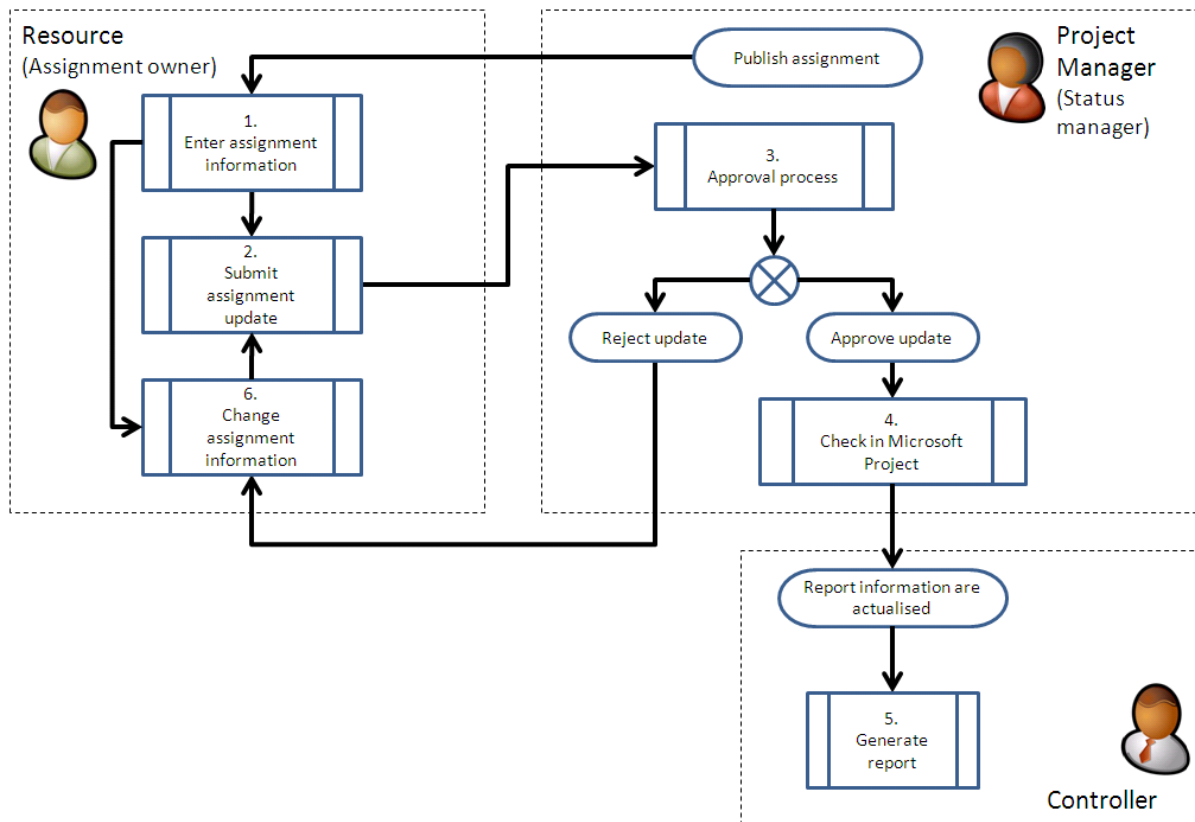 Resource
(Assignment owner)
1.
Enter assignment
information
2.
Submit
assignment
update
6.
Change
assignment
information
Publish assignment
Project
Manager
(Status
manager)
3.
Approval process
Reject update
Approve update
4.
Check in Microsoft
Project
Report information are
actualised
5.
Generate
report
Controller